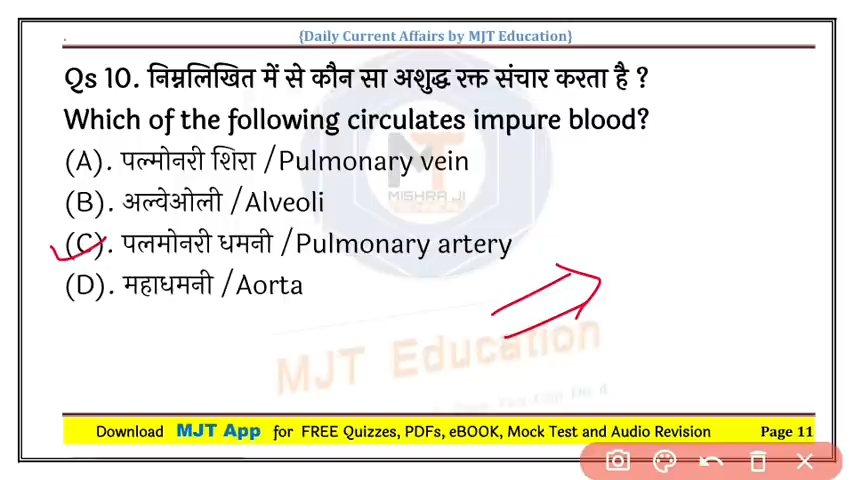 {Daily Current Affairs by MJT Education}
Qs 10. निम्नलिखित में से कौन सा अशुद्ध रक्त संचार करता है ?
Which of the following circulates impure blood?
(A). पल्मोनरी शिरा /Pulmonary vein
(B). अल्वेओली /Alveoli
(C). पलमोनरी धमनी /Pulmonary artery
(D). महाधमनी /Aorta
MISHRA JI
MJT Education
Download MJT App for FREE Quizzes, PDFs, eBOOK, Mock Test and Audio Revision Page 11